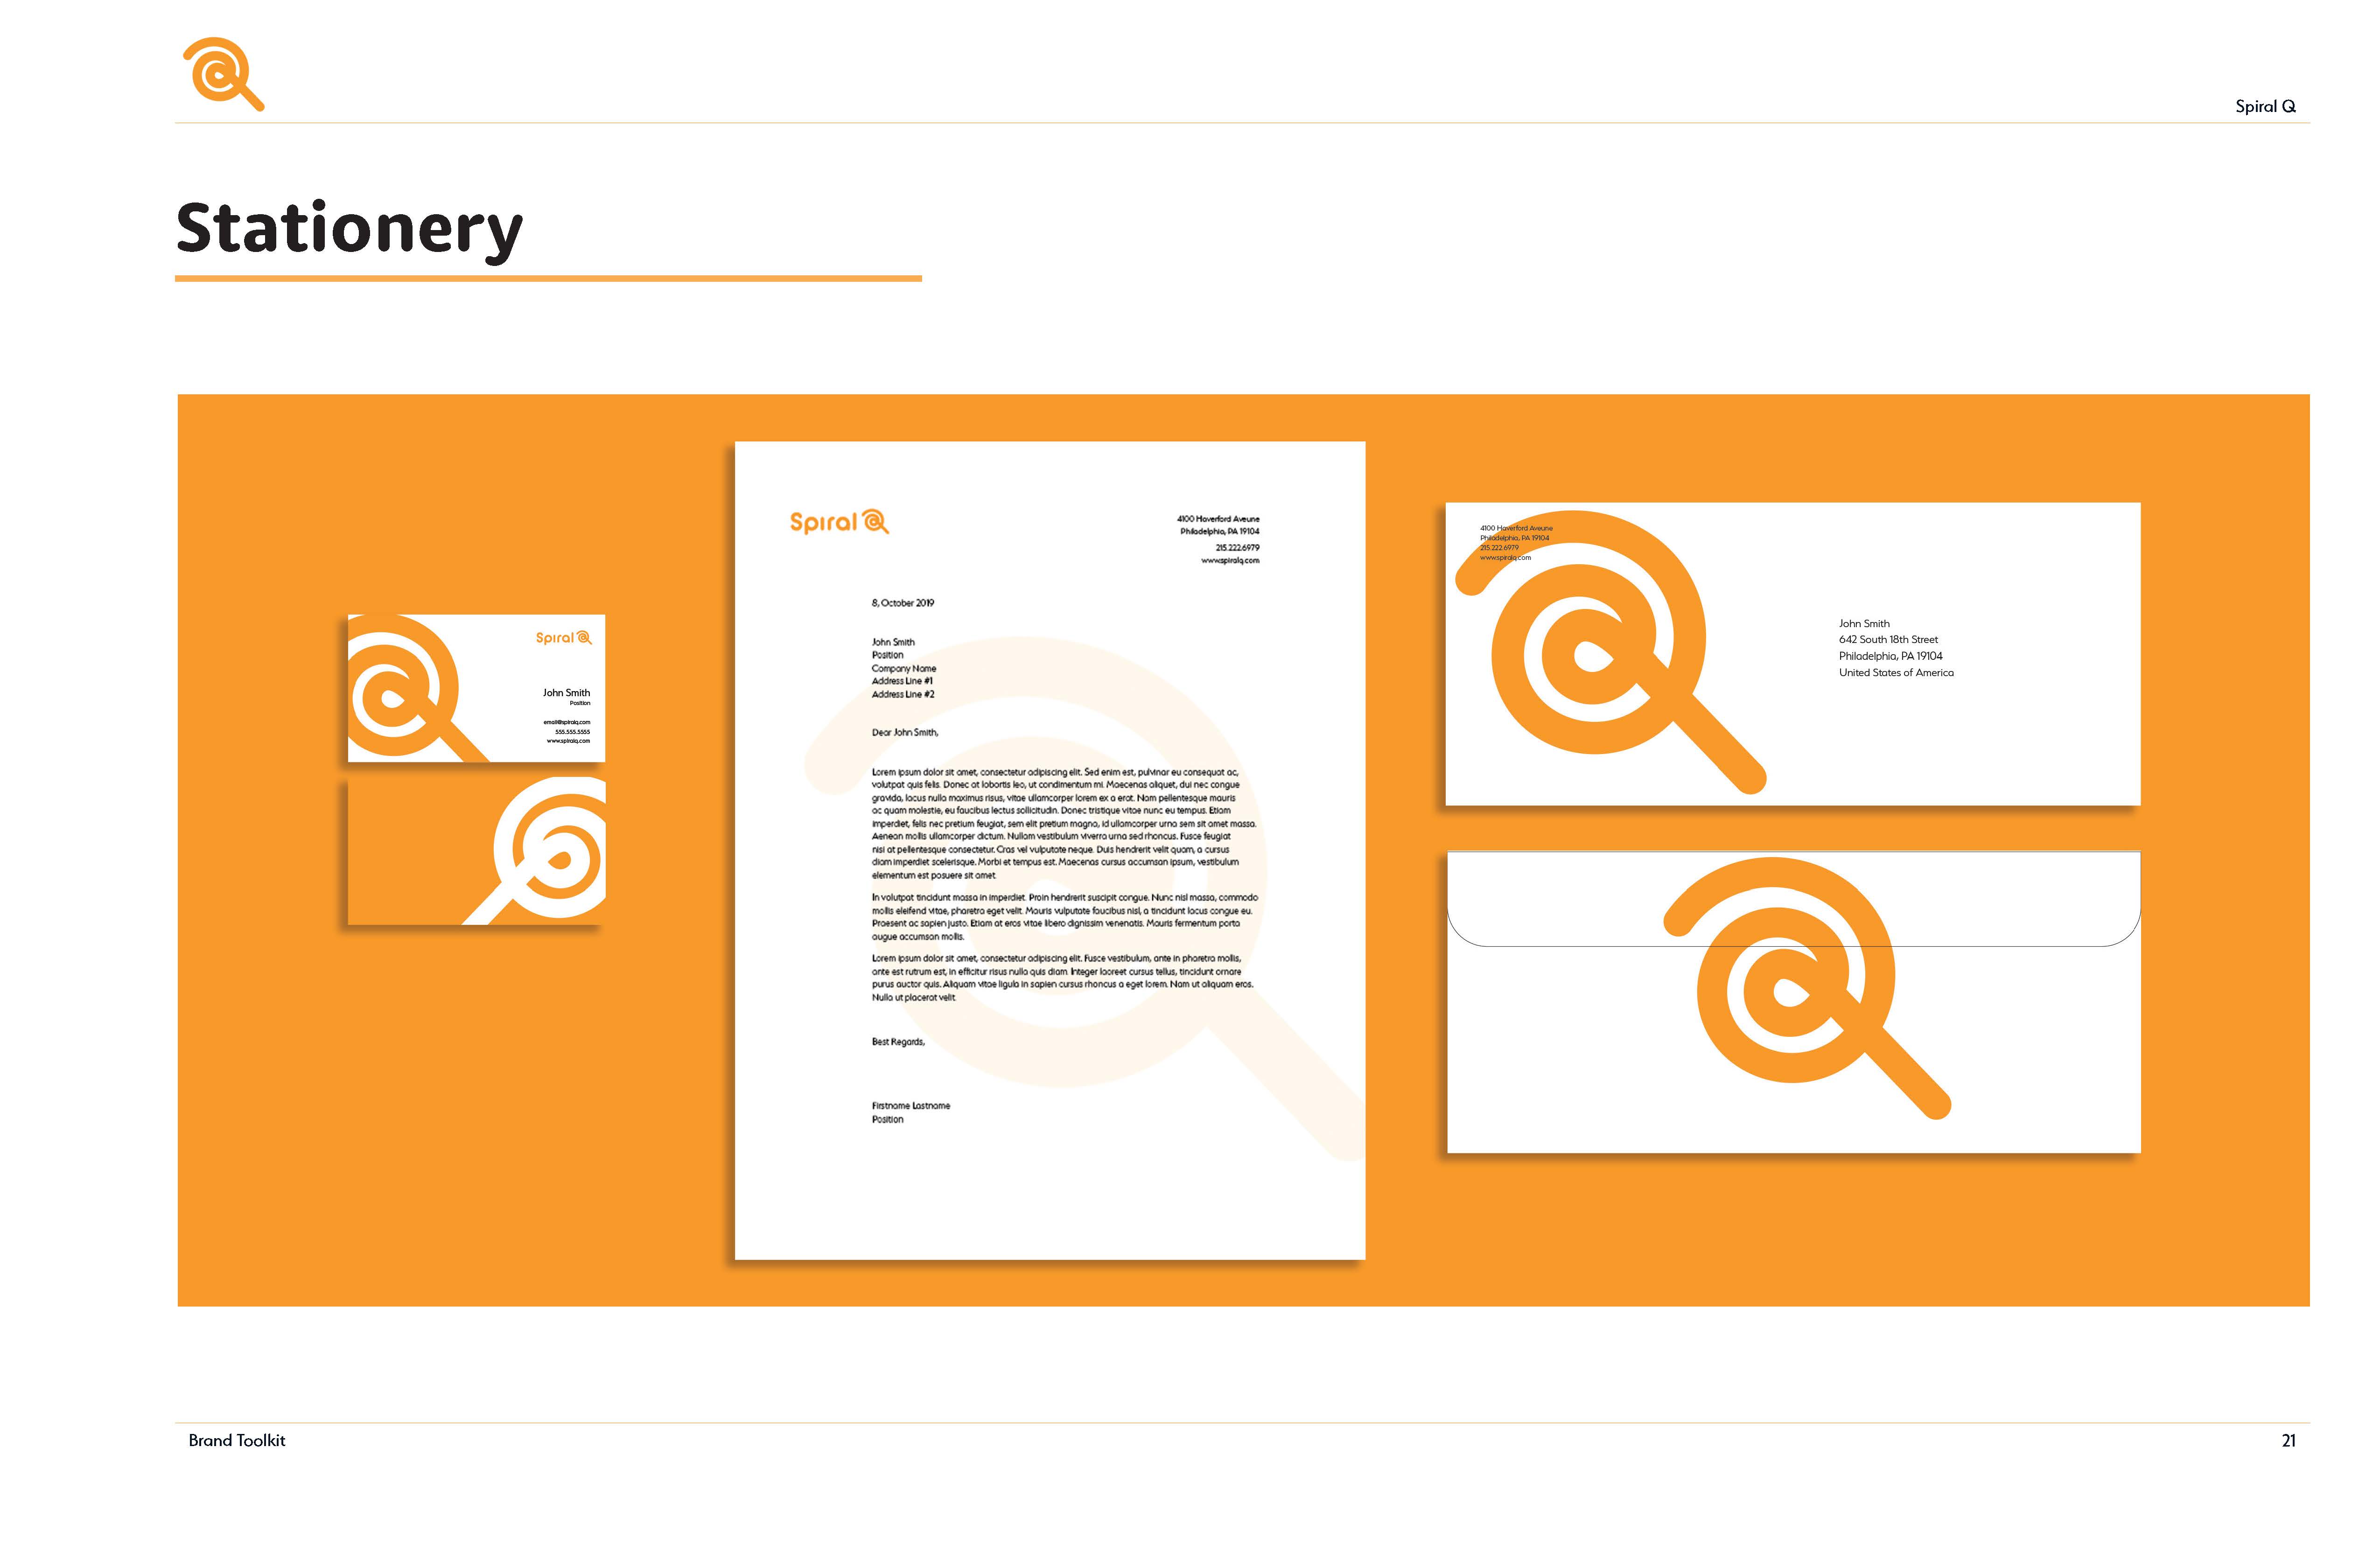 Spiral Q
Stationery
Spiral
John Smith
Position
email@spiralq.com
555.555.5555
www.spiralq.com
Spiral
4100 Haverford Aveune
Philadelphia, PA 19104
215.222.6979
www.spiralq.com
8, October 2019
John Smith
Position
Company Name
Address Line #1
Address Line #2
Dear John Smith,
Lorem ipsum dolor sit amet, consectetur adipiscing elit. Sed enim est, pulvinar eu consequat ac,
volutpat quis felis. Donec at lobortis leo, ut condimentum mi. Maecenas aliquet, dui nec congue
gravida, lacus nulla maximus risus, vitae ullamcorper lorem ex a erat. Nam pellentesque mauris
ac quam molestie, eu faucibus lectus sollicitudin. Donec tristique vitae nunc eu tempus. Etiam
imperdiet, felis nec pretium feugiat, sem elit pretium magna, id ullamcorper urna sem sit amet massa.
Aenean mollis ullamcorper dictum. Nullam vestibulum viverra urna sed rhoncus. Fusce feugiat
nisi at pellentesque consectetur. Cras vel vulputate neque. Duis hendrerit velit quam, a cursus
diam imperdiet scelerisque. Morbi et tempus est. Maecenas cursus accumsan ipsum, vestibulum
elementum est posuere sit amet.
In volutpat tincidunt massa in imperdiet. Proin hendrerit suscipit congue. Nunc nisl massa, commodo
mollis eleifend vitae, pharetra eget velit. Mauris vulputate faucibus nisl, a tincidunt lacus congue eu.
Praesent ac sapien justo. Etiam at eros vitae libero dignissim venenatis. Mauris fermentum porta
augue accumsan mollis.
Lorem ipsum dolor sit amet, consectetur adipiscing elit. Fusce vestibulum, ante in pharetra mollis,
ante est rutrum est, in efficitur risus nulla quis diam. Integer laoreet cursus tellus, tincidunt ornare
purus auctor quis. Aliquam vitae ligula in sapien cursus rhoncus a eget lorem. Nam ut aliquam eros.
Nulla ut placerat velit.
Best Regards,
Firstname Lastname
Position
4100 Haverford Aveune
Philadelphia, PA 19104
215.222.6979
www.spiralq.com
John Smith
642 South 18th Street
Philadelphia, PA 19104
United States of America
Brand Toolkit
21